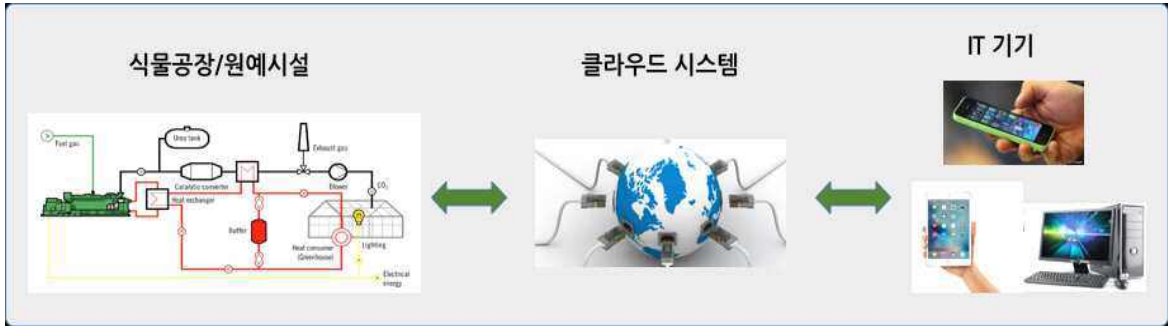 식물공장/원예시설
클라우드 시스템
IT 기기
Fuel gas
Urea tank
Exhaust gas
Catalytic converter
Heat exchanger
Blower
CO₂
Buffer
Heat consumer
(Greenhouse)
Lighting
Electrical
energy